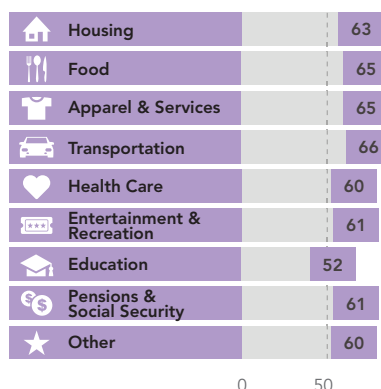 Housing 63
Food 65
Apparel & Services 65
Transportation 66
Health Care 60
Entertainment &
Recreation 61
Education 52
Pensions &
Social Security 61
Other 60
0 50